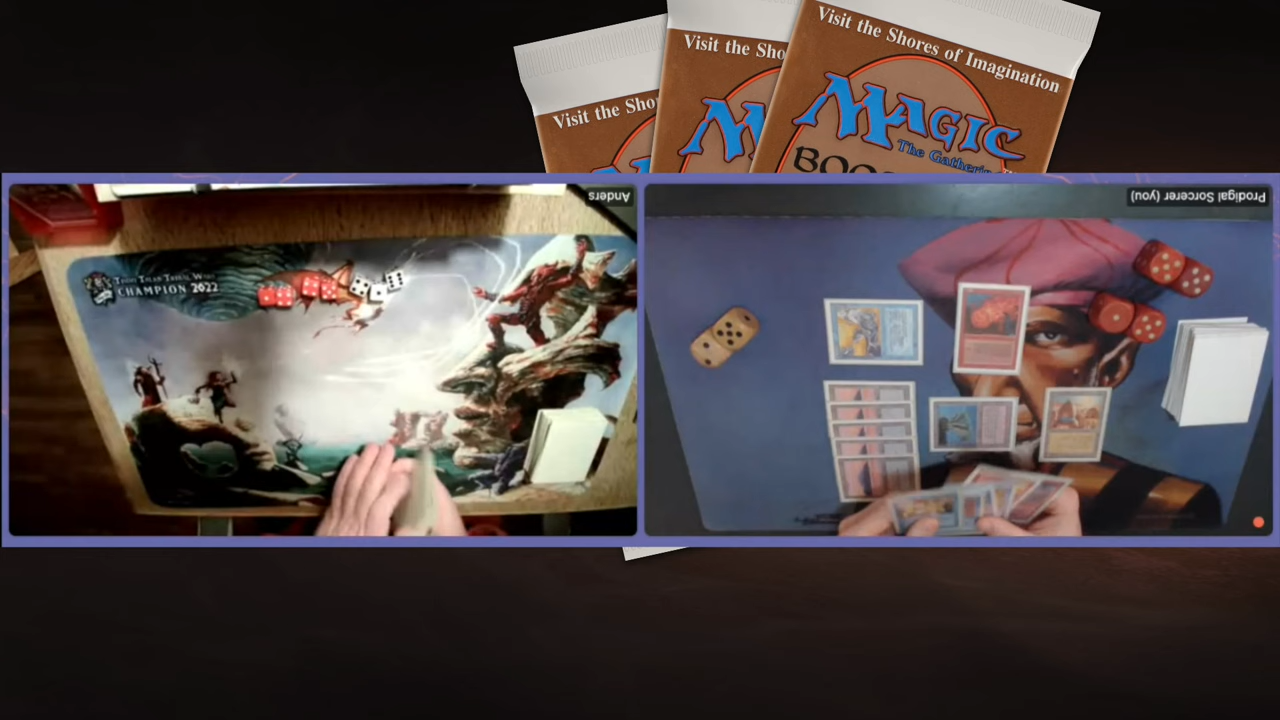 Visit the Shores of Imagination
MAGIC
The Gathering
BOO
Visit the Sho
M
Visit the Sho
Anders
Prodigal Sorcerer (you)
CHAMPION 2022